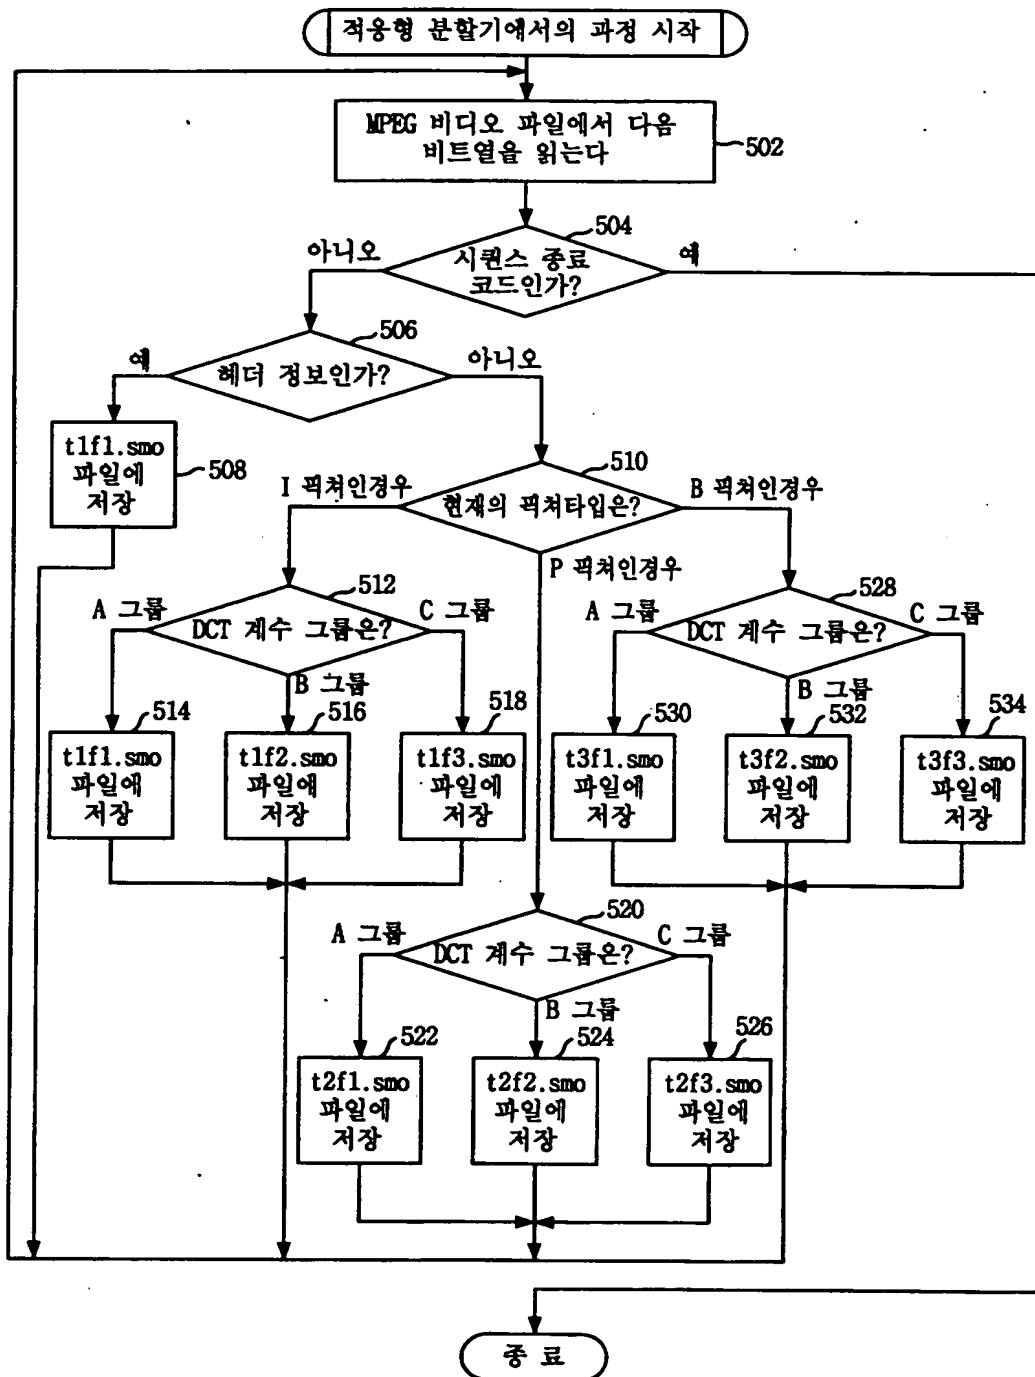 적응형 분할기에서의 과정 시작
MPEG 비디오 파일에서 다음
비트열을 읽는다
502
504
아니오
시퀀스 종료
코드인가?
예
506
예
헤더 정보인가?
아니오
t1f1.smo
파일에
저장
508
510
I 픽쳐인경우
현재의 픽쳐타입은?
B 픽쳐인경우
P 픽쳐인경우
512
A 그룹
DCT 계수 그룹은?
C 그룹
B 그룹
528
A 그룹
DCT 계수 그룹은?
C 그룹
B 그룹
514
t1f1.smo
파일에
저장
516
t1f2.smo
파일에
저장
518
t1f3.smo
파일에
저장
530
t3f1.smo
파일에
저장
532
t3f2.smo
파일에
저장
534
t3f3.smo
파일에
저장
520
A 그룹
DCT 계수 그룹은?
C 그룹
B 그룹
522
t2f1.smo
파일에
저장
524
t2f2.smo
파일에
저장
526
t2f3.smo
파일에
저장
종 료